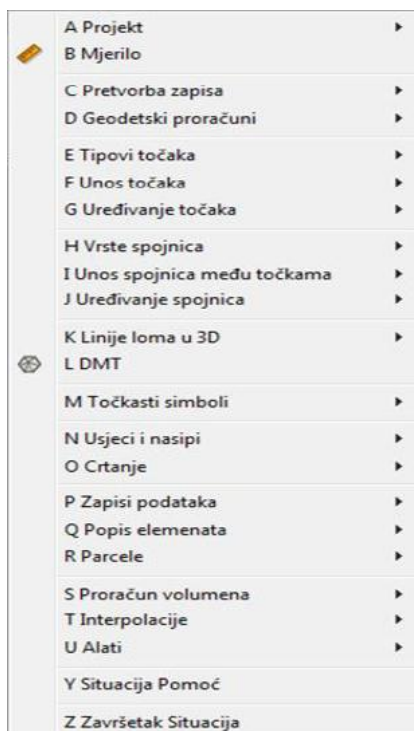 A Projekt
B Mjerilo
C Pretvorba zapisa
D Geodetski proračuni
E Tipovi točaka
F Unos točaka
G Uređivanje točaka
H Vrste spojnica
I Unos spojnica među točkama
J Uređivanje spojnica
K Linije loma u 3D
L DMT
M Točkasti simboli
N Usjeci i nasipi
O Crtanje
P Zapisi podataka
Q Popis elemenata
R Parcele
S Proračun volumena
T Interpolacije
U Alati
Y Situacija Pomoć
Z Završetak Situacija